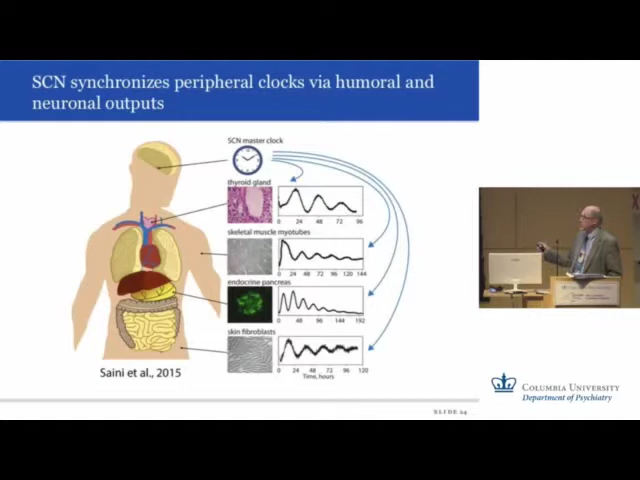 SCN synchronizes peripheral clocks via humoral and
neuronal outputs
SCN master clock
thyroid gland
0 24 48 72 96
skeletal muscle myotubes
0 24 48 72 96 120 144
endocrine pancreas
0 48 96 144 192
skin fibroblasts
0 24 48 72 96 120
Time, hours
Saini et al., 2015
SLIDE 24
COLUMBIA UNIVERSITY
Department of Psychiatry